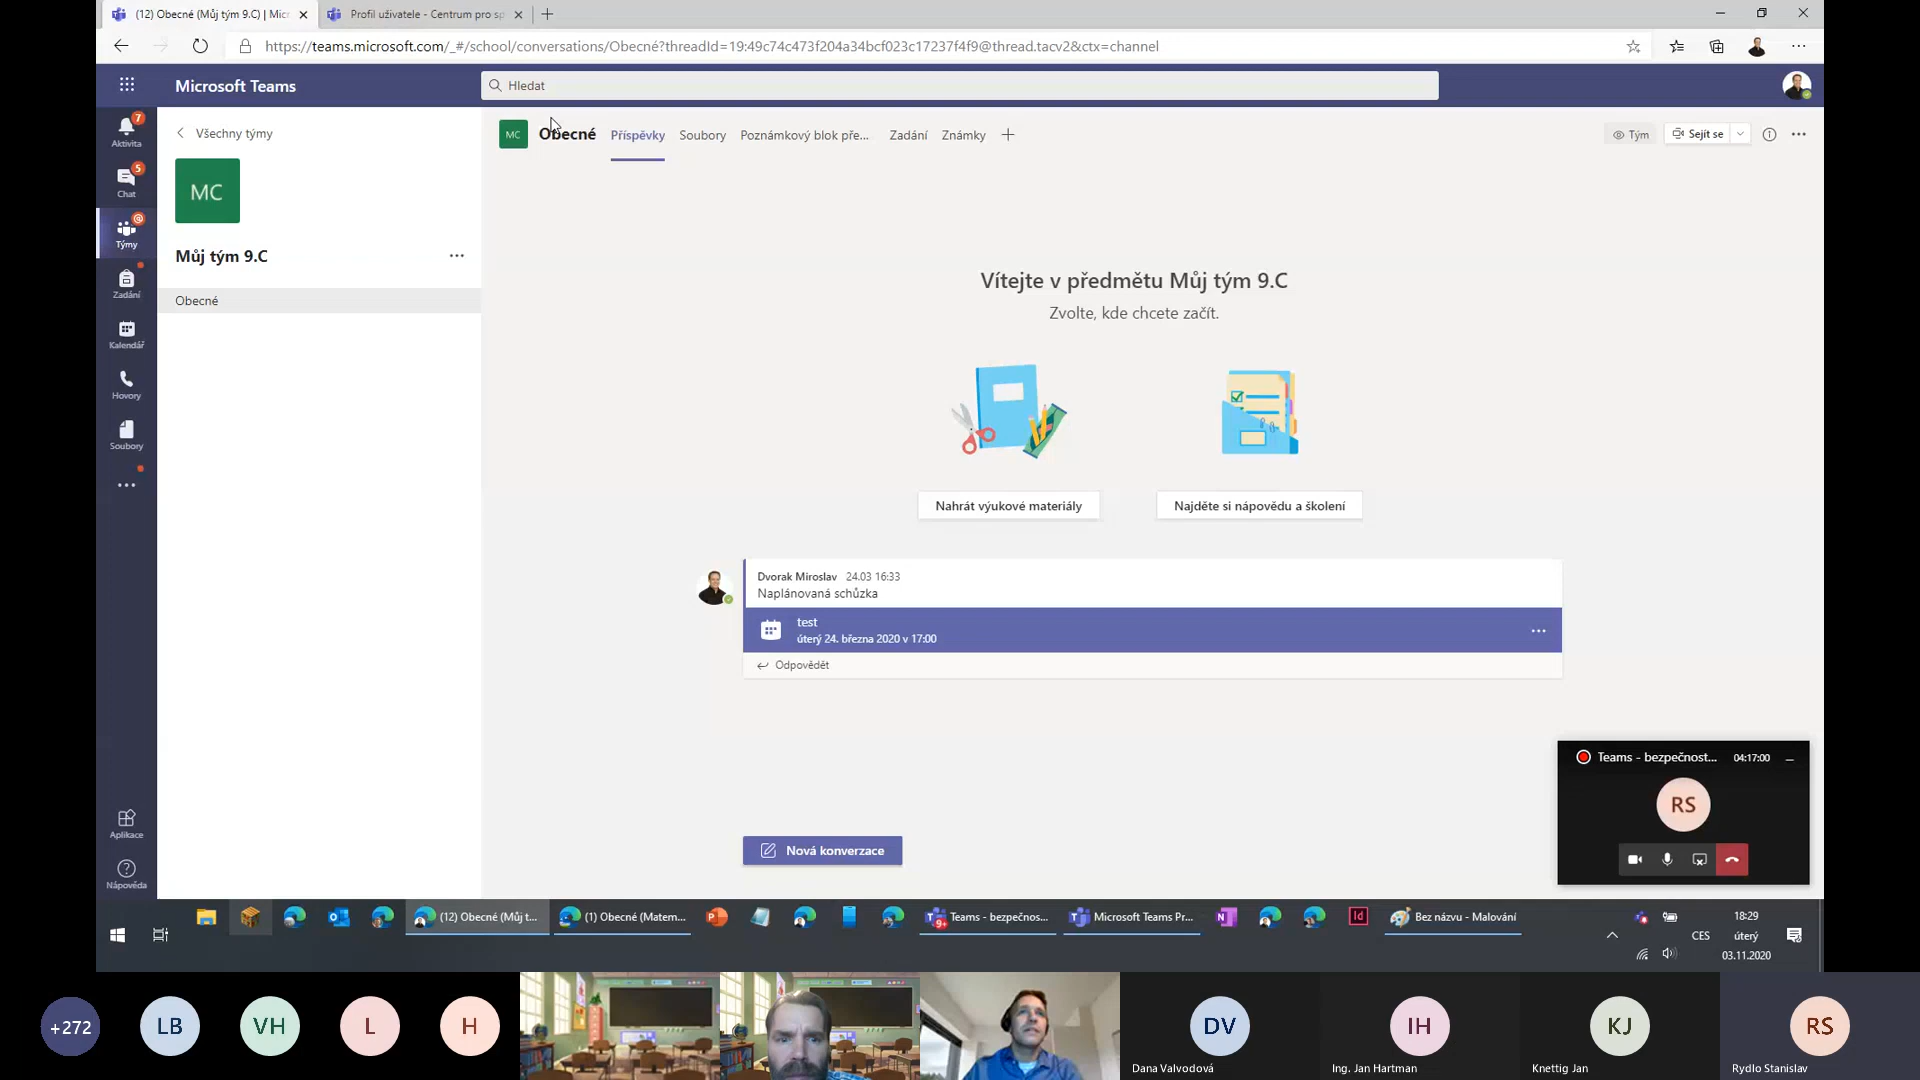 (12) Obecné (Můj tým 9.C) | Micr
Profil uživatele - Centrum pro sp
https://teams.microsoft.com/_#/school/conversations/Obecné?threadId=19:49c74c473f204a34bcf023c17237f4f9@thread.tacv2&ctx=channel
Microsoft Teams
Hledat
7
Aktivita
5
Chat
Týmy
Zadání
Kalendář
Hovory
Soubory
Aplikace
Nápověda
Všechny týmy
MC
Můj tým 9.C
Obecné
MC
Obecné
Příspěvky
Soubory
Poznámkový blok pře...
Zadání
Známky
Tým
Sejít se
Vítejte v předmětu Můj tým 9.C
Zvolte, kde chcete začít.
Nahrát výukové materiály
Najděte si nápovědu a školení
Dvorak Miroslav 24.03 16:33
Naplánovaná schůzka
test
úterý 24. března 2020 v 17:00
Odpovědět
Nová konverzace
Teams - bezpečnost... 04:17:00
RS
(12) Obecné (Můj t...
(1) Obecné (Matem...
Teams - bezpečnos...
9+
Microsoft Teams Pr...
Id
Bez názvu - Malování
CES
18:29
úterý
03.11.2020
+272
LB
VH
L
H
DV
Dana Valvodová
IH
Ing. Jan Hartman
KJ
Knettig Jan
RS
Rydlo Stanislav